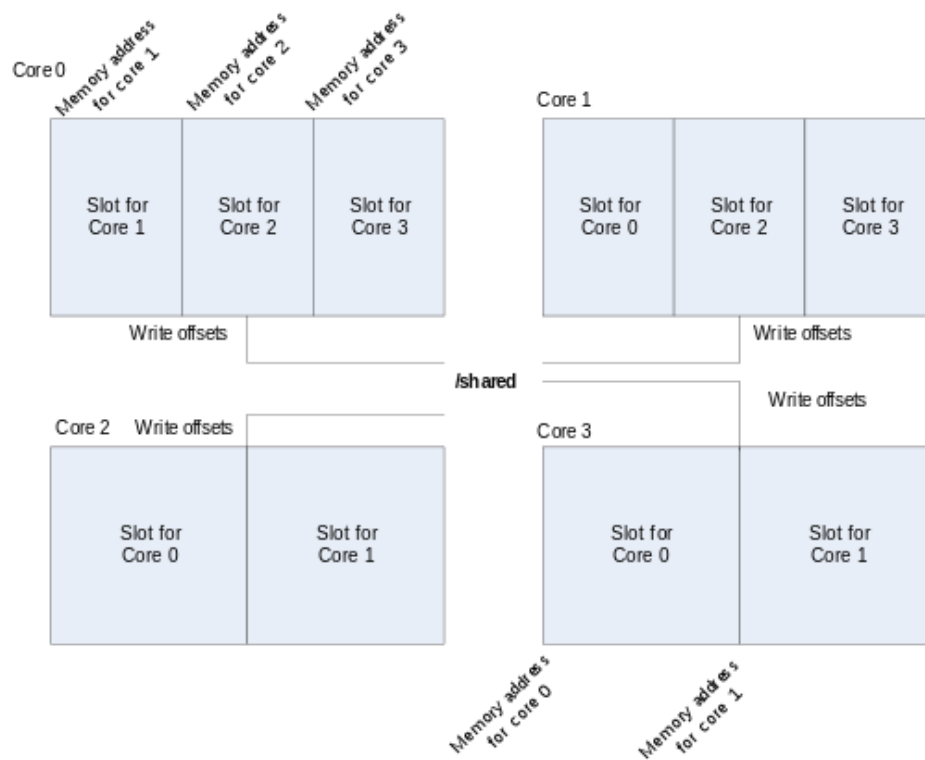 Core 0
Memory address
for core 1
Memory address
for core 2
Memory address
for core 3
Core 1
Slot for
Core 1
Slot for
Core 2
Slot for
Core 3
Slot for
Core 0
Slot for
Core 2
Slot for
Core 3
Write offsets
Write offsets
/shared
Write offsets
Core 2
Write offsets
Core 3
Slot for
Core 0
Slot for
Core 1
Slot for
Core 0
Slot for
Core 1
Memory address
for core 0
Memory address
for core 1